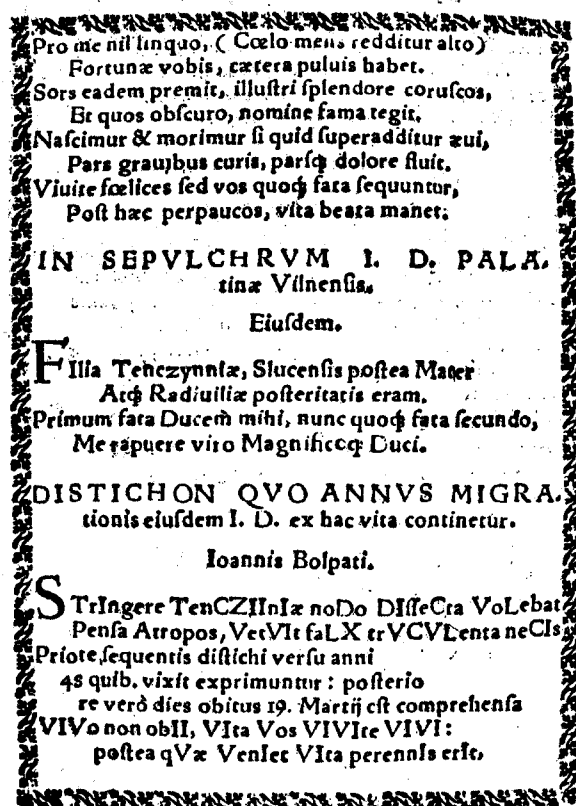 Pro me nil linquo, ( Cœlo mens redditur alto)
Fortunæ vobis, cætera puluis habet.
Sors eadem premit, illuſtri ſplendore coruſcos,
Et quos obſcuro, nomine fama tegit.
Naſcimur & morimur ſi quid ſuperadditur æui,
Pars grauibus curis, parſq́ dolore fluit.
Viuite fœlices ſed vos quoq́ fata ſequuntur,
Poſt hæc perpaucos, vita beata manet.
IN SEPVLCHRVM I. D. PALA-
tinæ Vilnenſis.
Eiuſdem.
FIlia Tenczynniæ, Slucenſis poſtea Mater
Atq́ Radiuiliæ poſteritatis eram.
Primum fata Ducem mihi, nunc quoq́ fata ſecundo,
Me rapuere viro Magnificoq́ Duci.
DISTICHON QVO ANNVS MIGRA-
tionis eiuſdem I. D. ex hac vita continetur.
Ioannis Bolpati.
STrIngere TenCZIInIæ noDo DIſſeCta VoLebat
Penſa Atropos, VertVIt faLX trVCVLenta neCIs
Priore, ſequentis diſtichi verſu anni
48 quib. vixit exprimuntur : poſterio
re verò dies obitus 19. Martij eſt comprehenſa
VIVo non obII, VIta Vos VIVIte VIVI :
poſtea qVæ VenIet VIta perennIs erIt.